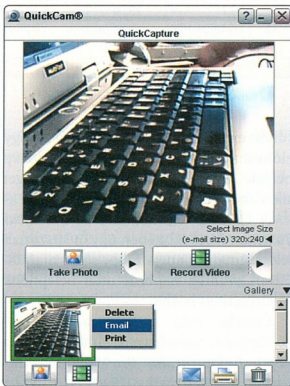 QuickCam®
QuickCapture
Select Image Size
(e-mail size) 320x240
Take Photo
Record Video
Gallery
Delete
Email
Print